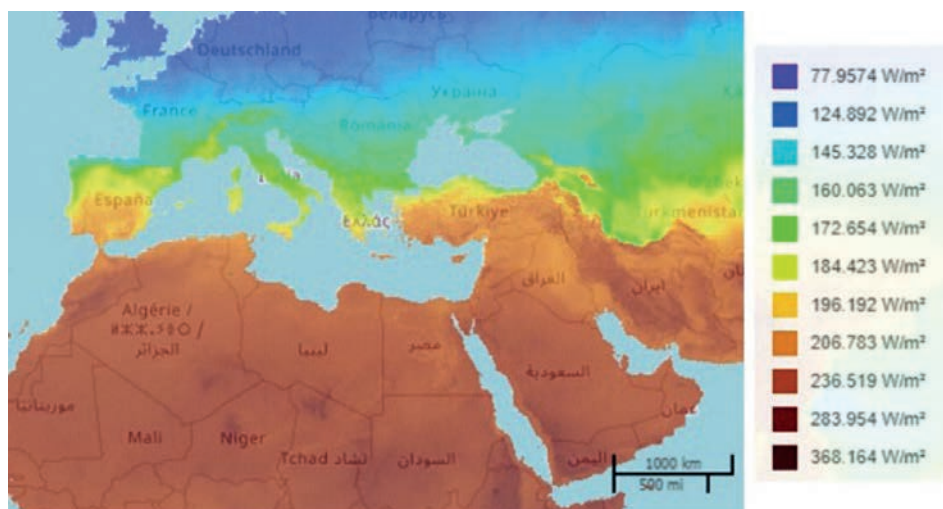 Беларусь
Deutschland
France
Україна
România
España
Ελλάς
Türkiye
Turkmenistan
Algérie /
الجزائر
ليبيا
مصر
العراق
ایران
السعودية
عمان
موريتانيا
Mali
Niger
Tchad تشاد
السودان
اليمن
1000 km
500 mi
77.9574 W/m²
124.892 W/m²
145.328 W/m²
160.063 W/m²
172.654 W/m²
184.423 W/m²
196.192 W/m²
206.783 W/m²
236.519 W/m²
283.954 W/m²
368.164 W/m²